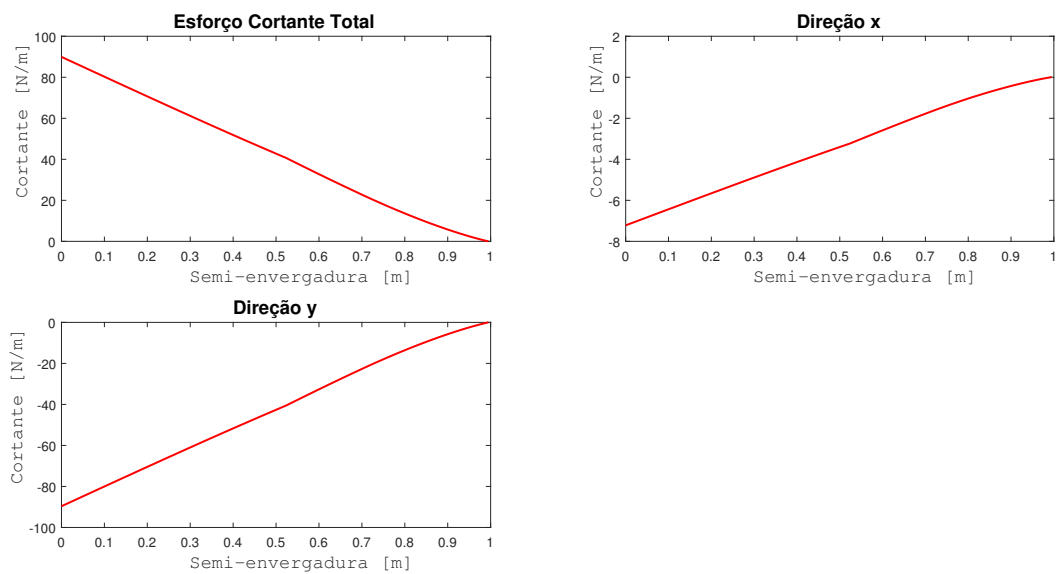 Esforço Cortante Total
100
80
60
40
20
0
Cortante [N/m]
0 0.1 0.2 0.3 0.4 0.5 0.6 0.7 0.8 0.9 1
Semi-envergadura [m]
Direção x
2
0
-2
-4
-6
-8
Cortante [N/m]
0 0.1 0.2 0.3 0.4 0.5 0.6 0.7 0.8 0.9 1
Semi-envergadura [m]
Direção y
0
-20
-40
-60
-80
-100
Cortante [N/m]
0 0.1 0.2 0.3 0.4 0.5 0.6 0.7 0.8 0.9 1
Semi-envergadura [m]